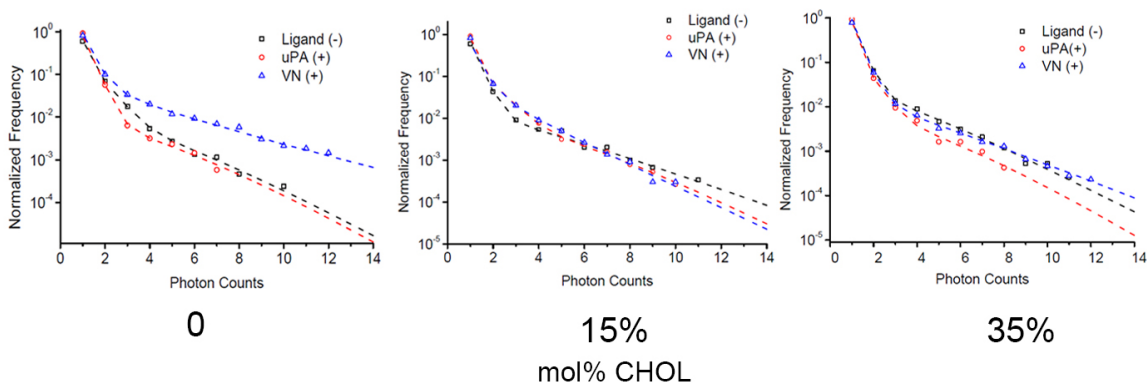 Normalized Frequency
10^0
10^-1
10^-2
10^-3
10^-4
0 2 4 6 8 10 12 14
Photon Counts
Ligand (-)
uPA (+)
VN (+)
0
Normalized Frequency
10^0
10^-1
10^-2
10^-3
10^-4
10^-5
0 2 4 6 8 10 12 14
Photon Counts
Ligand (-)
uPA (+)
VN (+)
15%
Normalized Frequency
10^0
10^-1
10^-2
10^-3
10^-4
10^-5
0 2 4 6 8 10 12 14
Photon Counts
Ligand (-)
uPA(+)
VN (+)
35%
mol% CHOL